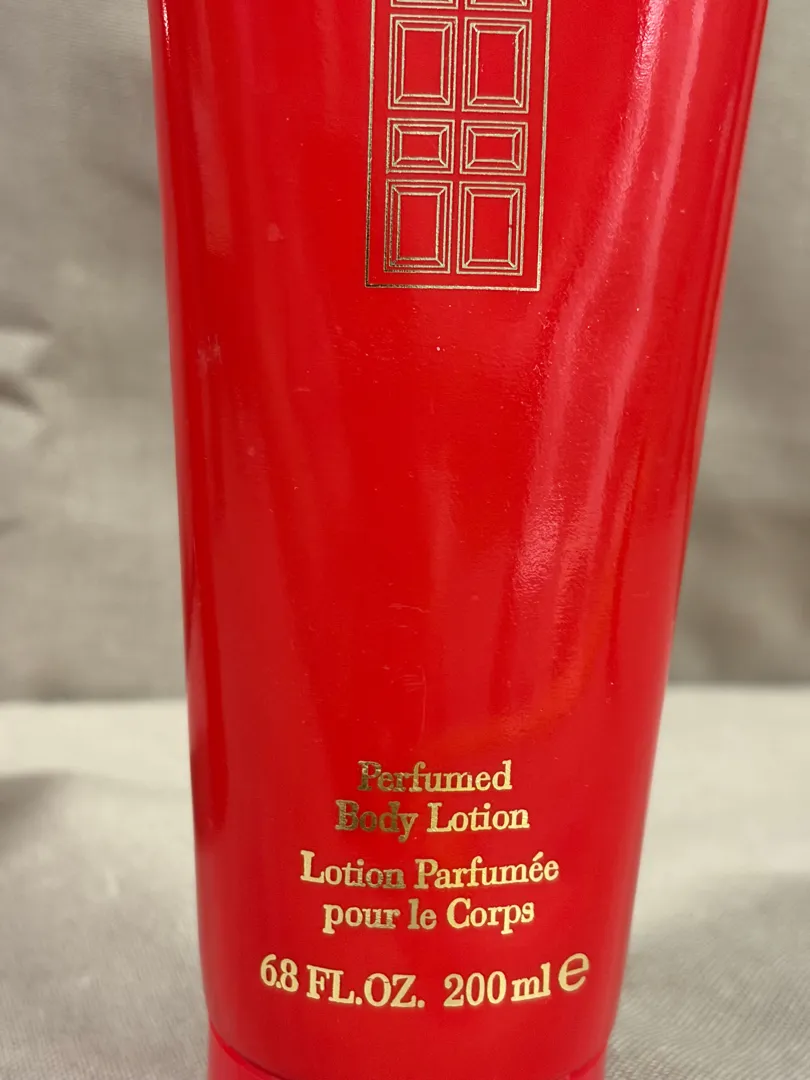 Perfumed
Body Lotion
Lotion Parfumée
pour le Corps
6.8 FL.OZ. 200 ml e